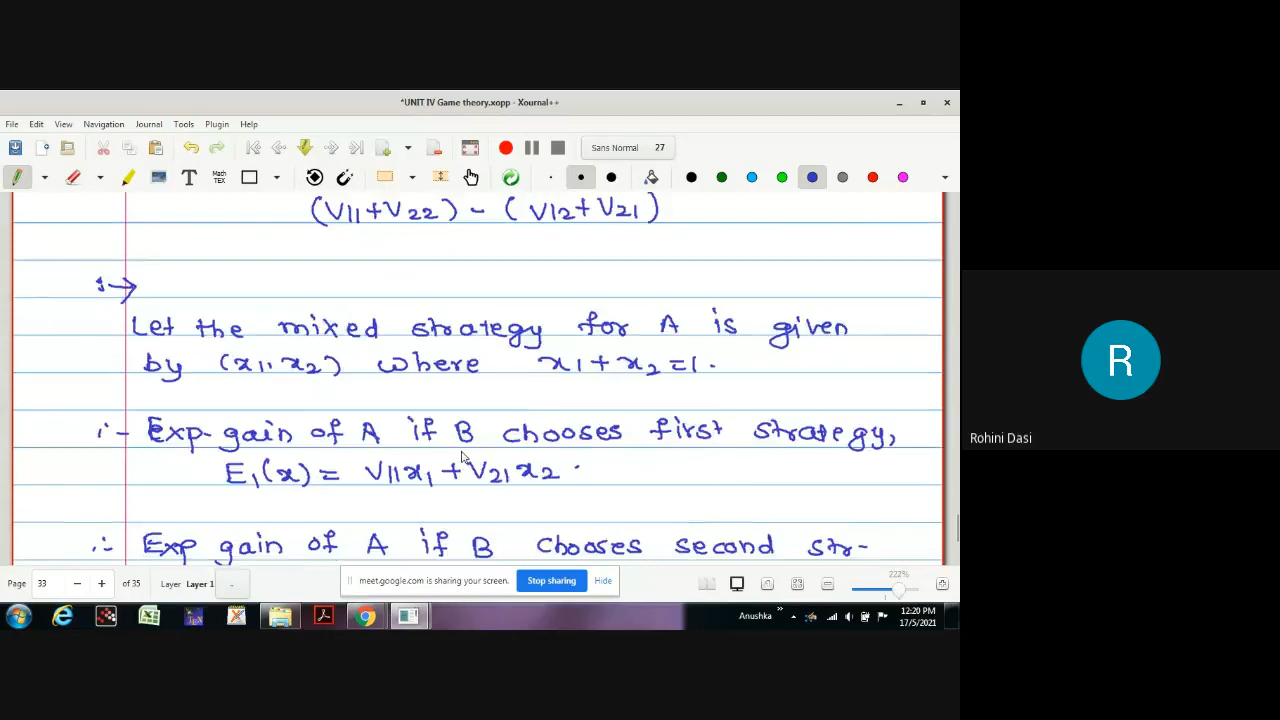 *UNIT IV Game theory.xopp - Xournal++
File Edit View Navigation Journal Tools Plugin Help
Sans Normal 27
(V11+V22) - (V12+V21)
:→
Let the mixed strategy for A is given
by (x1, x2) where x1+x2=1.
∴ Exp-gain of A if B chooses first strategy,
E1(x) = V11x1+V21x2.
∴ Exp gain of A if B chooses second str-
Page 33 of 35 Layer Layer 1
meet.google.com is sharing your screen. Stop sharing Hide
222%
Anushka
12:20 PM
17/5/2021
R
Rohini Dasi